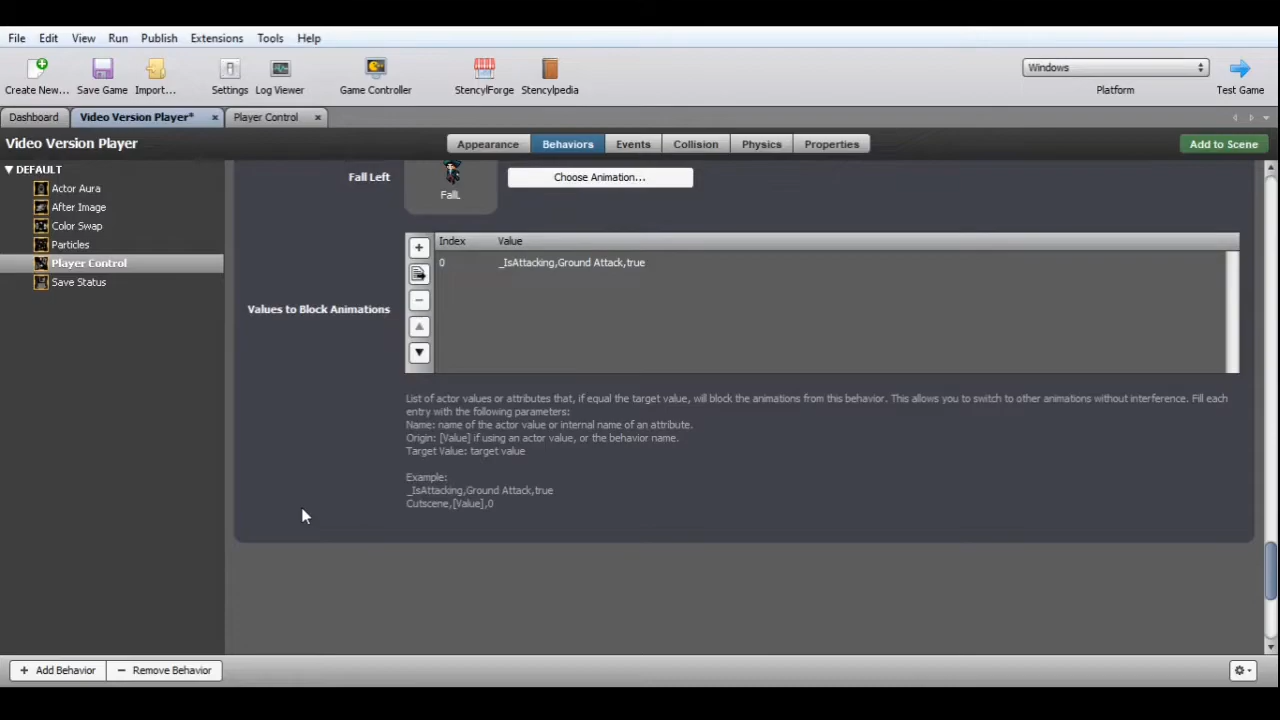 File Edit View Run Publish Extensions Tools Help
Create New... Save Game Import... Settings Log Viewer Game Controller StencylForge Stencylpedia Windows Platform Test Game
Dashboard Video Version Player* × Player Control ×
Video Version Player Appearance Behaviors Events Collision Physics Properties Add to Scene
DEFAULT
Actor Aura
After Image
Color Swap
Particles
Player Control
Save Status
Fall Left FallL Choose Animation...
Index Value
0 _IsAttacking,Ground Attack,true
Values to Block Animations
List of actor values or attributes that, if equal the target value, will block the animations from this behavior. This allows you to switch to other animations without interference. Fill each
entry with the following parameters:
Name: name of the actor value or internal name of an attribute.
Origin: [Value] if using an actor value, or the behavior name.
Target Value: target value
Example:
_IsAttacking,Ground Attack,true
Cutscene,[Value],0
+ Add Behavior − Remove Behavior